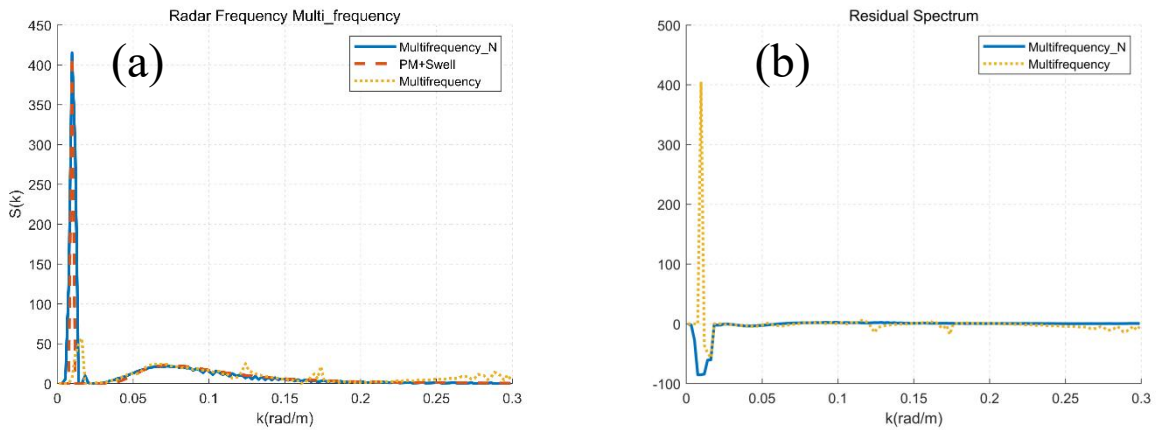 Radar Frequency Multi_frequency
(a)
Multifrequency_N
PM+Swell
Multifrequency
S(k)
450
400
350
300
250
200
150
100
50
0
0 0.05 0.1 0.15 0.2 0.25 0.3
k(rad/m)
Residual Spectrum
(b)
Multifrequency_N
Multifrequency
500
400
300
200
100
0
-100
0 0.05 0.1 0.15 0.2 0.25 0.3
k(rad/m)